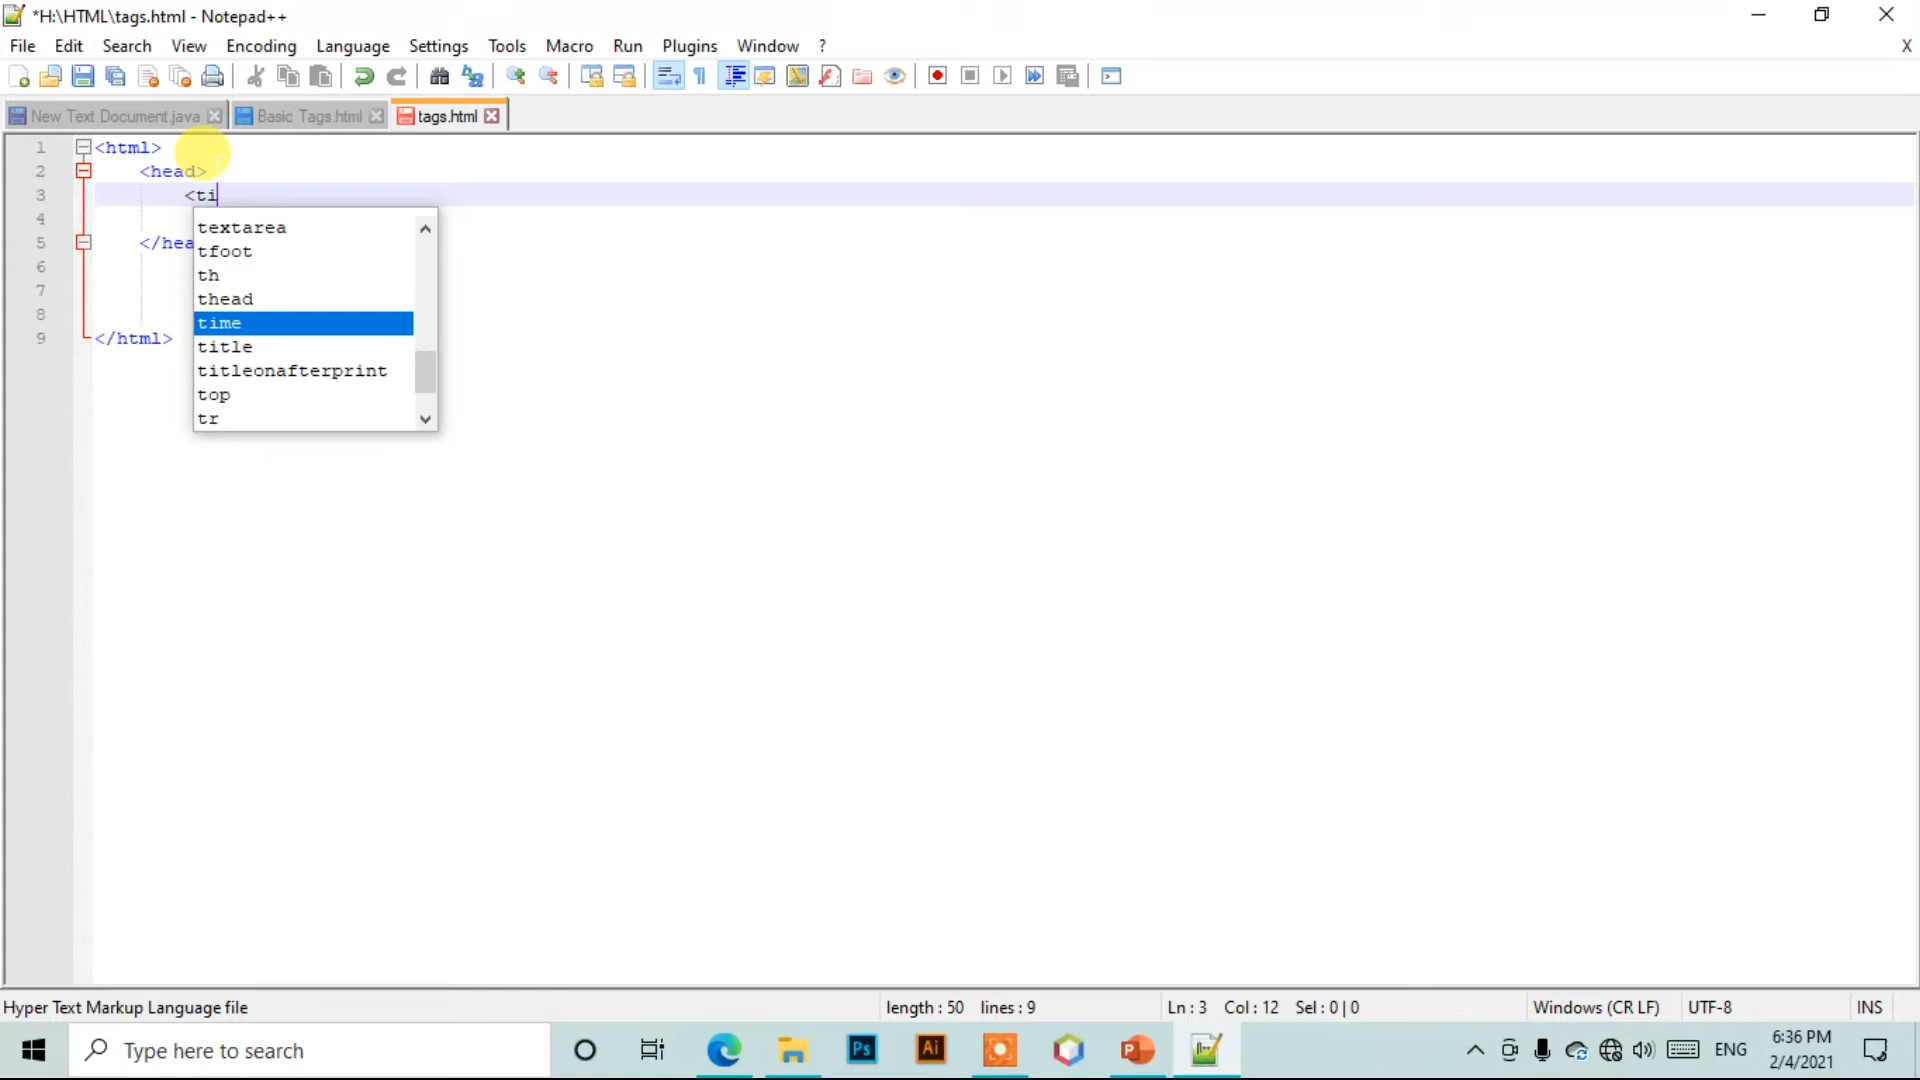 *H:\HTML\tags.html - Notepad++
File Edit Search View Encoding Language Settings Tools Macro Run Plugins Window ? X
New Text Document.java Basic Tags.html tags.html
1 <html>
2 <head>
3 <ti
4
5 </hea
6
7
8
9 </html>
textarea
tfoot
th
thead
time
title
titleonafterprint
top
tr
Hyper Text Markup Language file length : 50 lines : 9 Ln : 3 Col : 12 Sel : 0 | 0 Windows (CR LF) UTF-8 INS
Type here to search Ps Ai P ENG 6:36 PM
2/4/2021